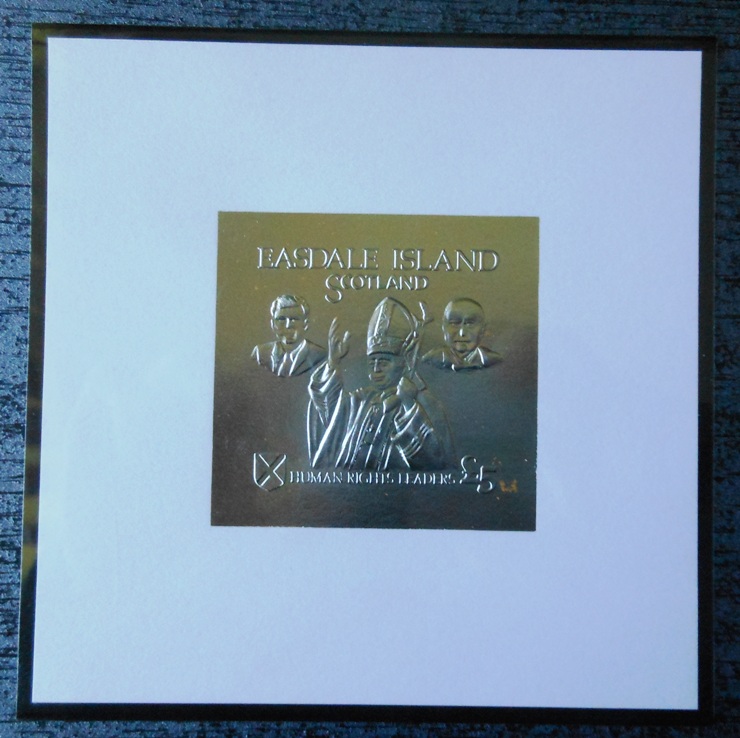 EASDALE ISLAND
SCOTLAND
HUMAN RIGHTS LEADERS £5